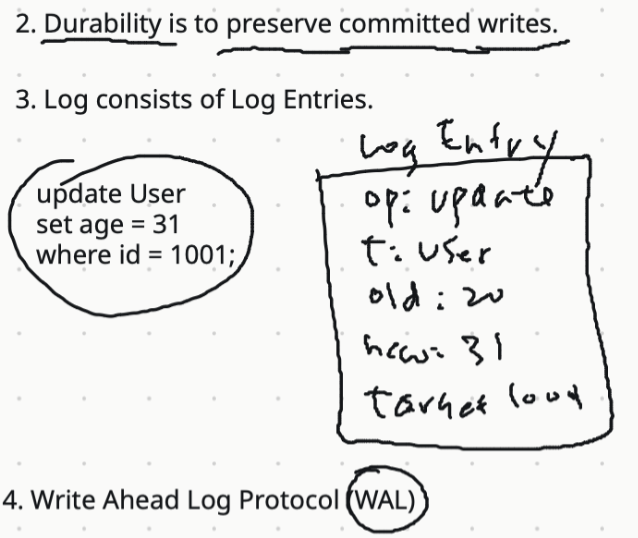 2. Durability is to preserve committed writes.
3. Log consists of Log Entries.
Log Entry
update User
set age = 31
where id = 1001;
op: update
t: User
old: 20
new: 31
target
4. Write Ahead Log Protocol (WAL)